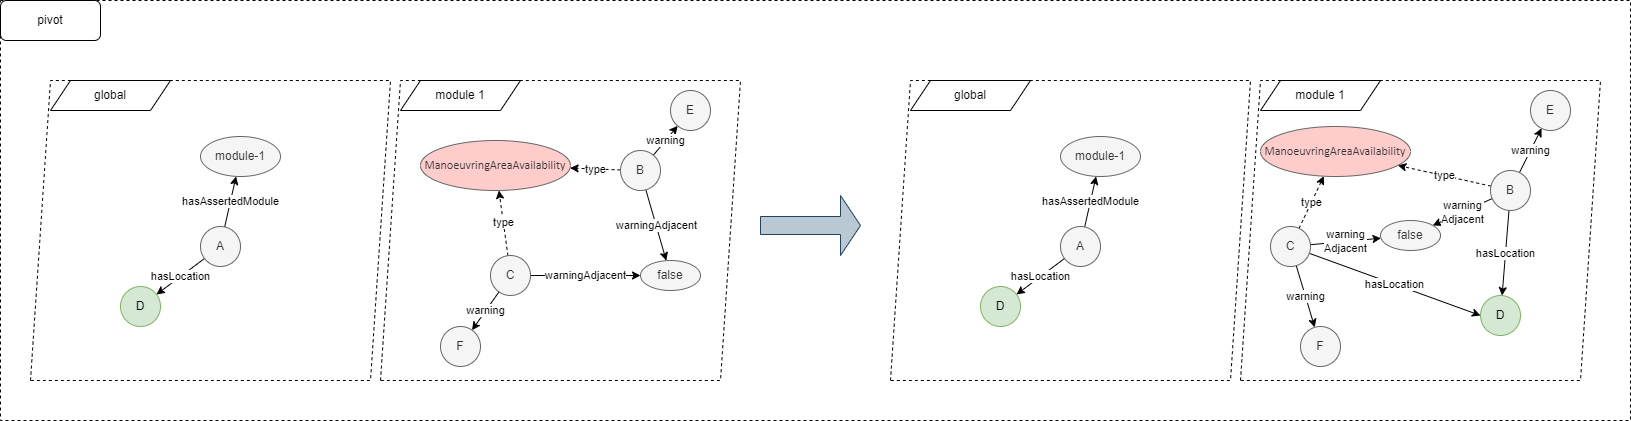 pivot
global
module-1
hasAssertedModule
A
hasLocation
D
module 1
E
warning
ManoeuvringAreaAvailability
type
B
type
warningAdjacent
C
warningAdjacent
false
warning
F
global
module-1
hasAssertedModule
A
hasLocation
D
module 1
E
warning
ManoeuvringAreaAvailability
type
B
type
warning
Adjacent
C
warning
Adjacent
false
hasLocation
hasLocation
warning
D
F